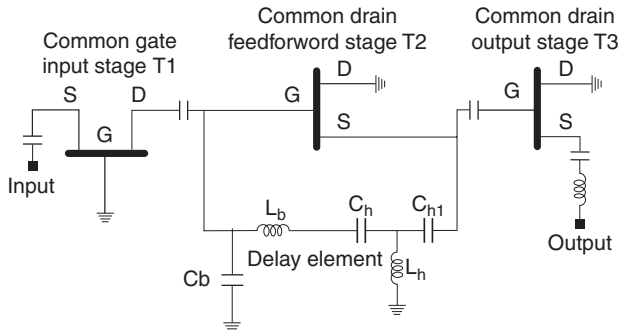 Common gate
input stage T1
Common drain
feedforword stage T2
Common drain
output stage T3
S
D
G
Input
G
D
S
G
D
S
Output
L_b
C_h
C_h1
Delay element
L_h
Cb